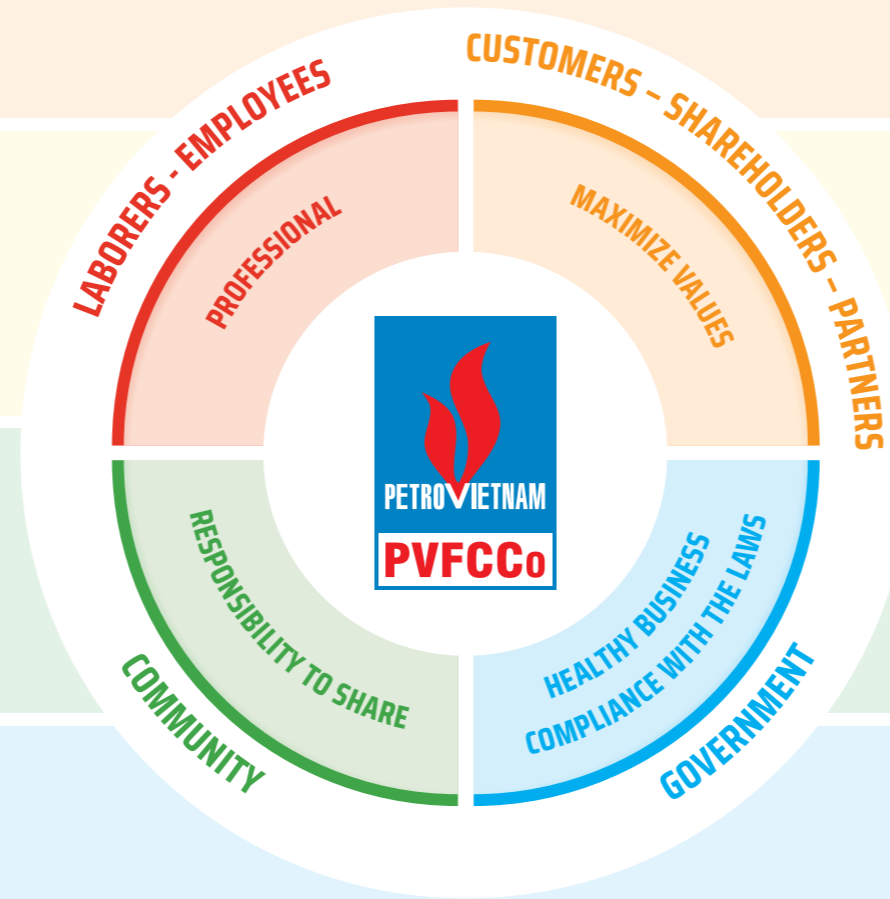 LABORERS - EMPLOYEES
PROFESSIONAL
CUSTOMERS – SHAREHOLDERS – PARTNERS
MAXIMIZE VALUES
PETROVIETNAM
PVFCCo
RESPONSIBILITY TO SHARE
COMMUNITY
HEALTHY BUSINESS
COMPLIANCE WITH THE LAWS
GOVERNMENT